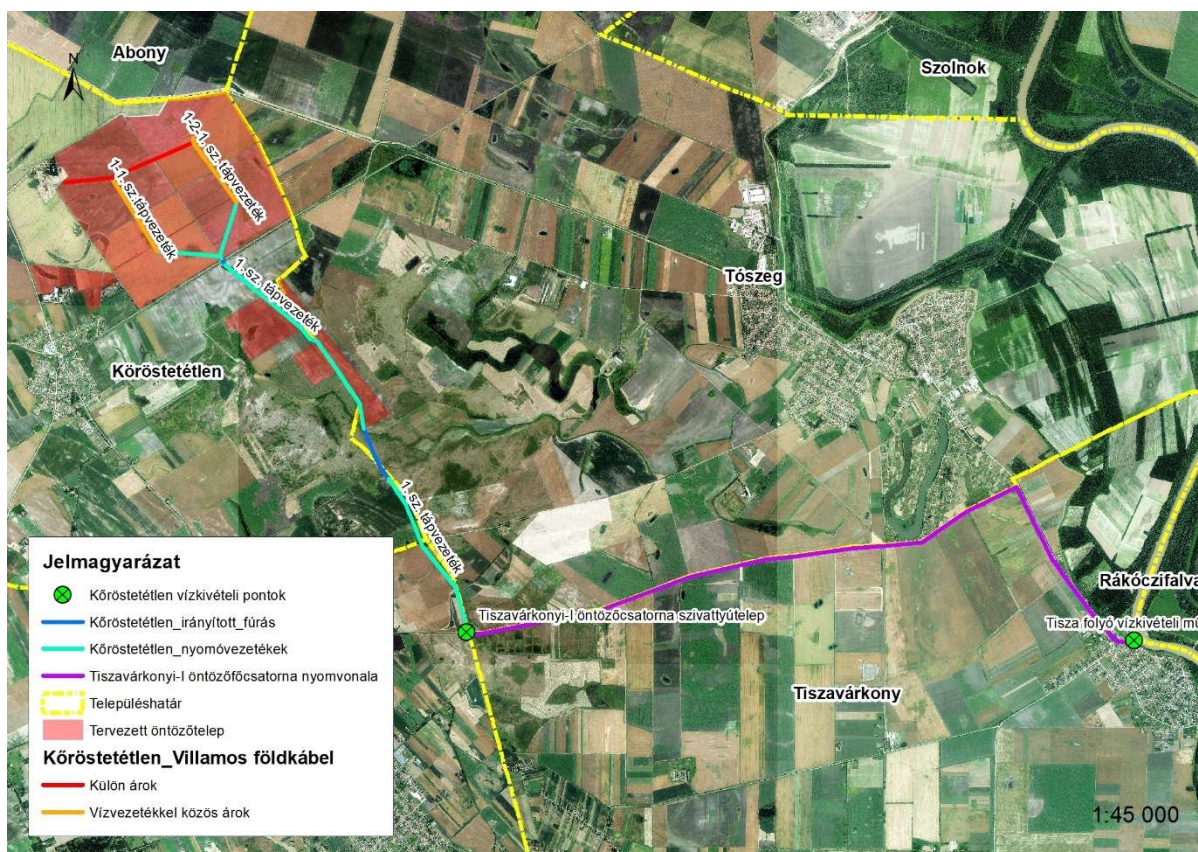 Abony
N
Szolnok
1-2-1. sz. tápvezeték
1-1. sz. tápvezeték
Tószeg
1. sz. tápvezeték
Köröstetétlen
1. sz. tápvezeték
Rákóczifalva
Tiszavárkonyi-I öntözőcsatorna szivattyútelep
Tisza folyó vízkivételi mű
Tiszavárkony
1:45 000
Jelmagyarázat
Kőröstetétlen vízkivételi pontok
Kőröstetétlen_irányított_fúrás
Kőröstetétlen_nyomóvezetékek
Tiszavárkonyi-I öntözőfőcsatorna nyomvonala
Településhatár
Tervezett öntözőtelep
Kőröstetétlen_Villamos földkábel
Külön árok
Vízvezetékkel közös árok